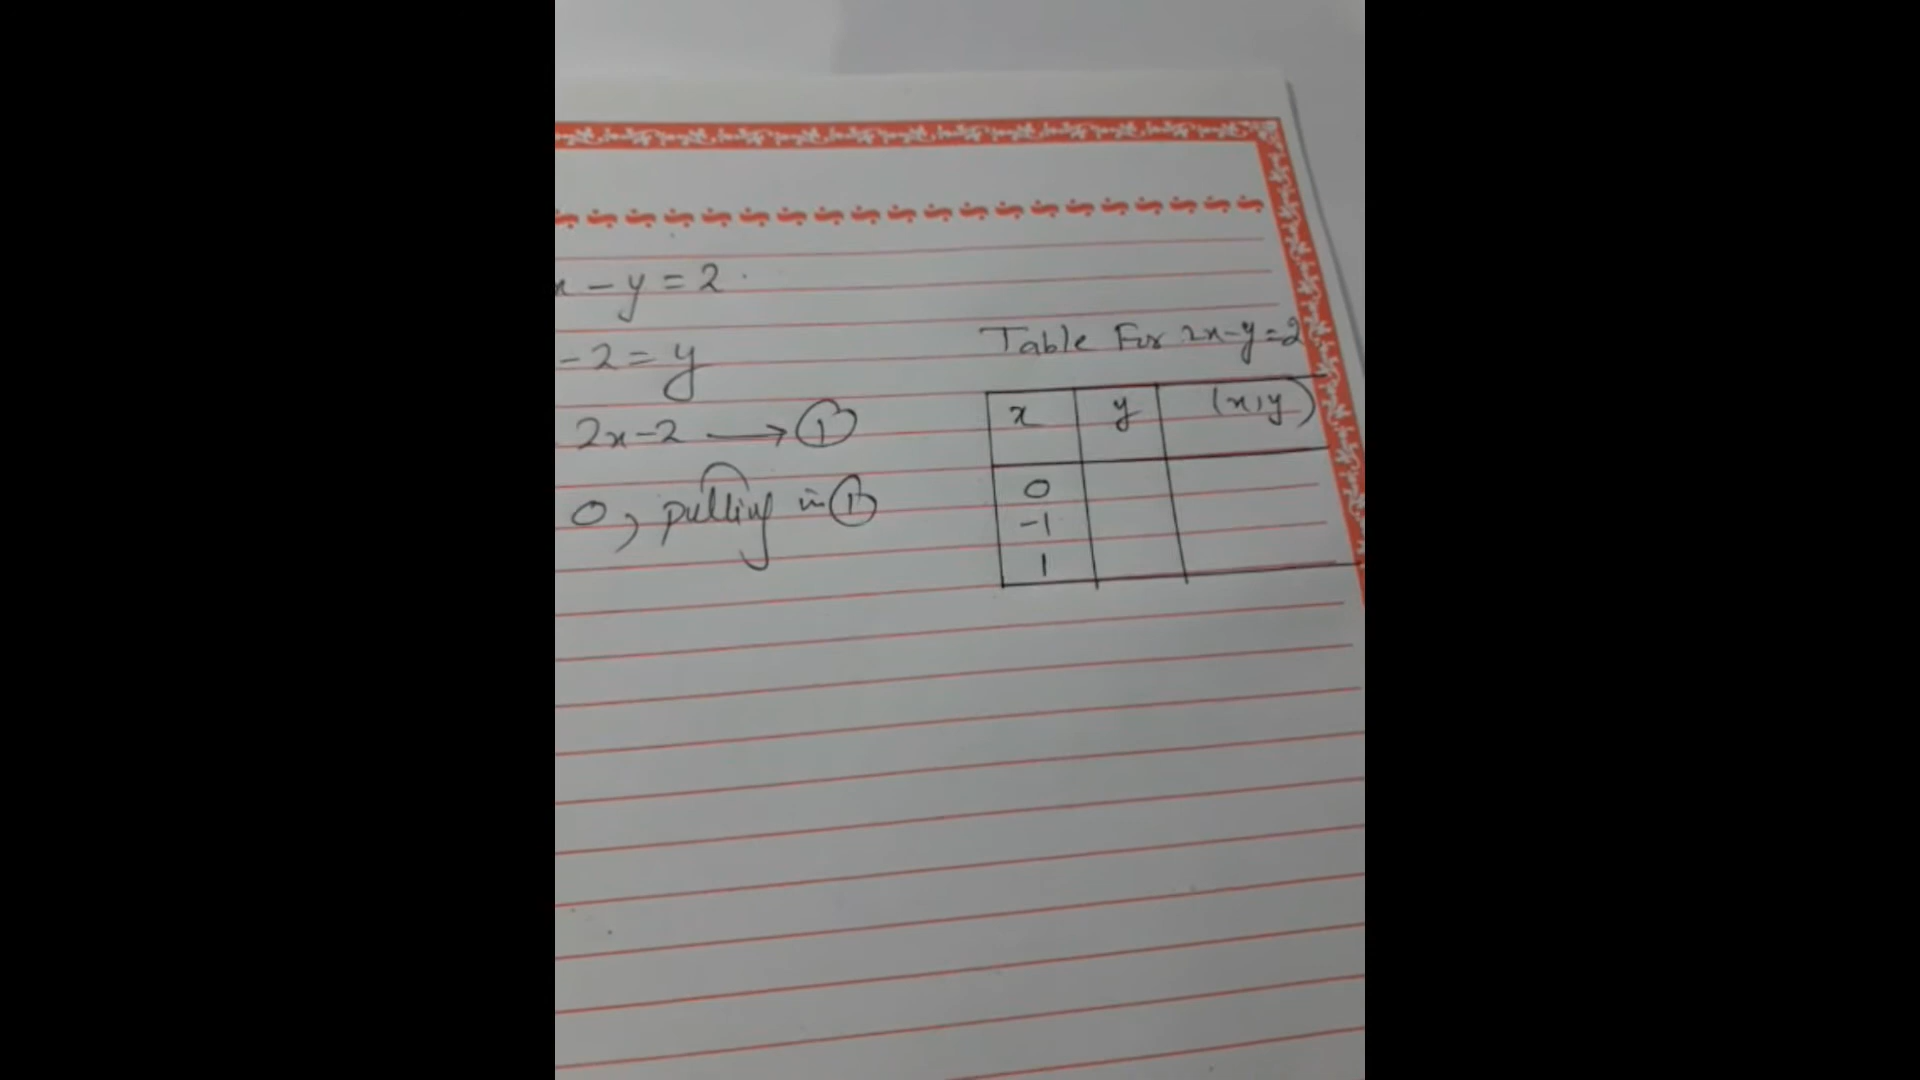 x - y = 2
- 2 = y
2x - 2 → ①
0, putting in ①
Table For 2x - y = 2
x y (x, y)
0
-1
1